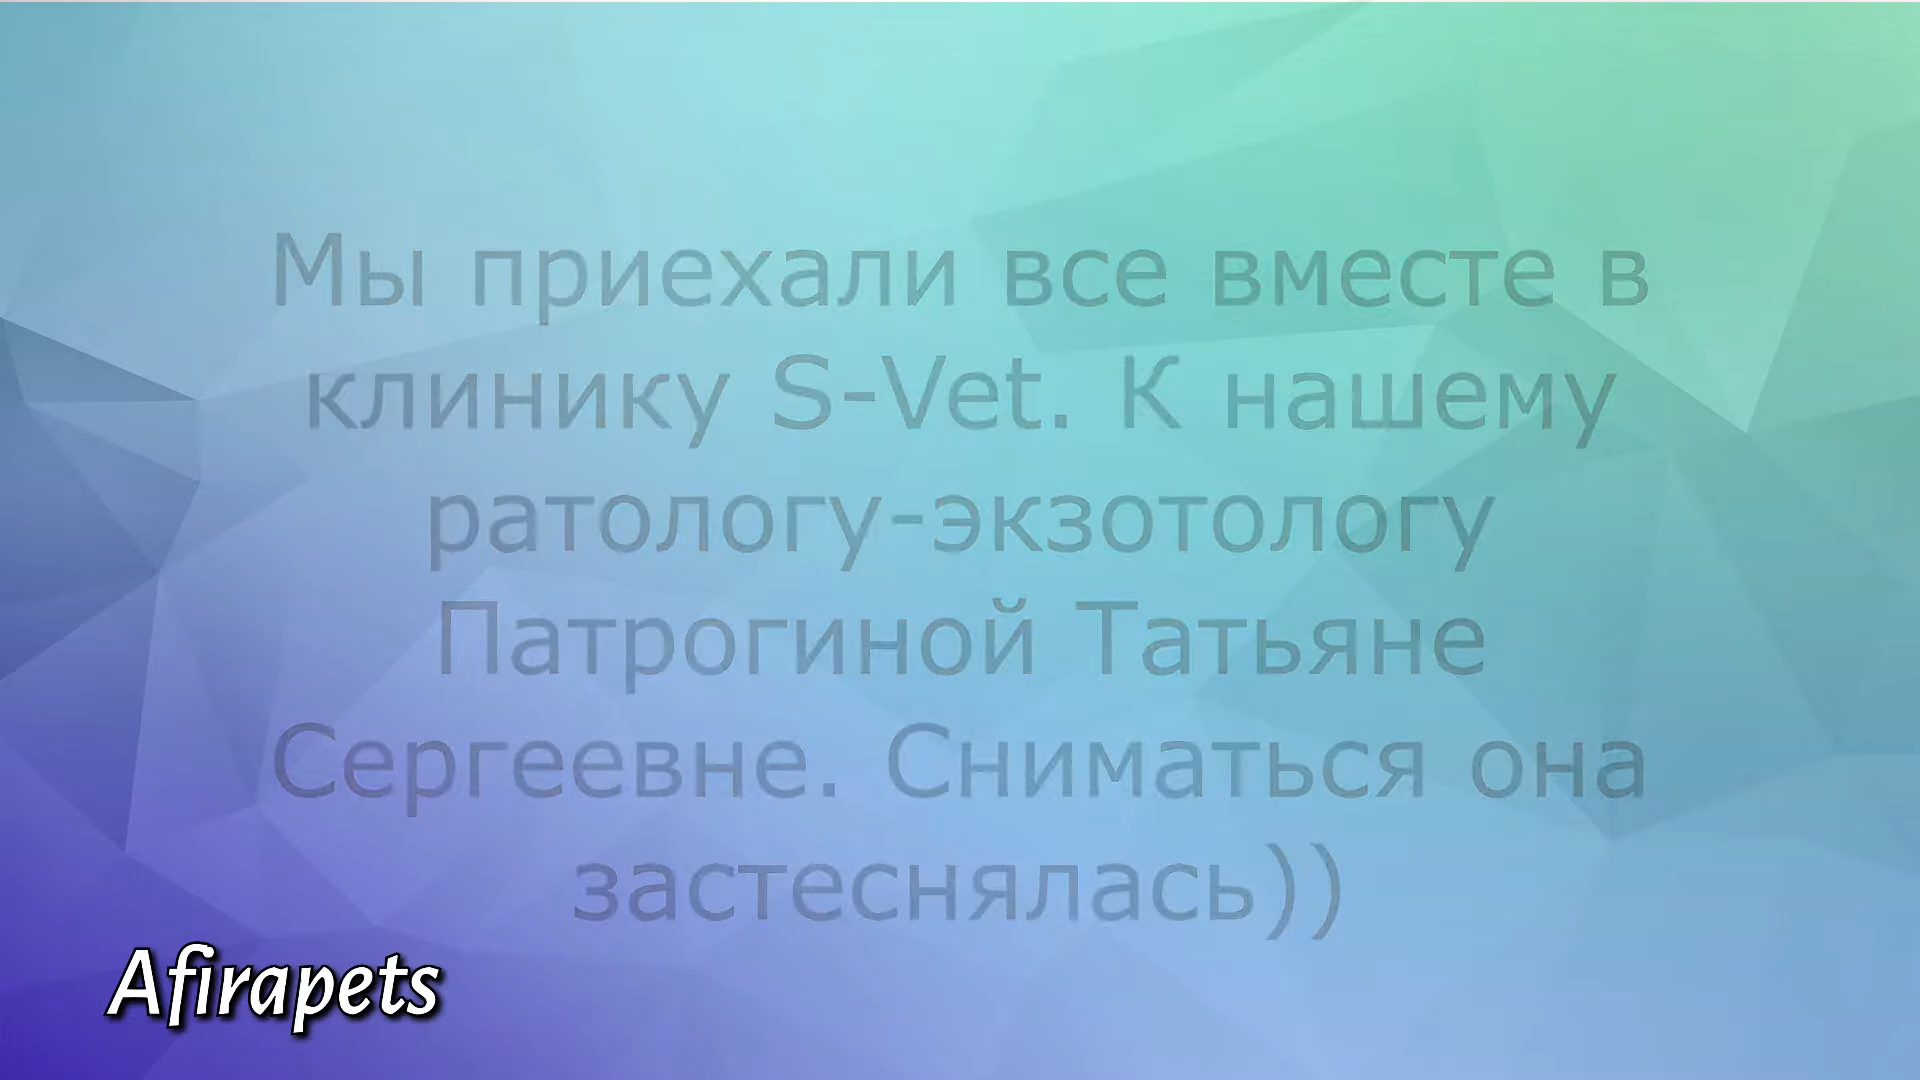 Мы приехали все вместе в
клинику S-Vet. К нашему
ратологу-экзотологу
Патрогиной Татьяне
Сергеевне. Сниматься она
застеснялась))
Afirapets